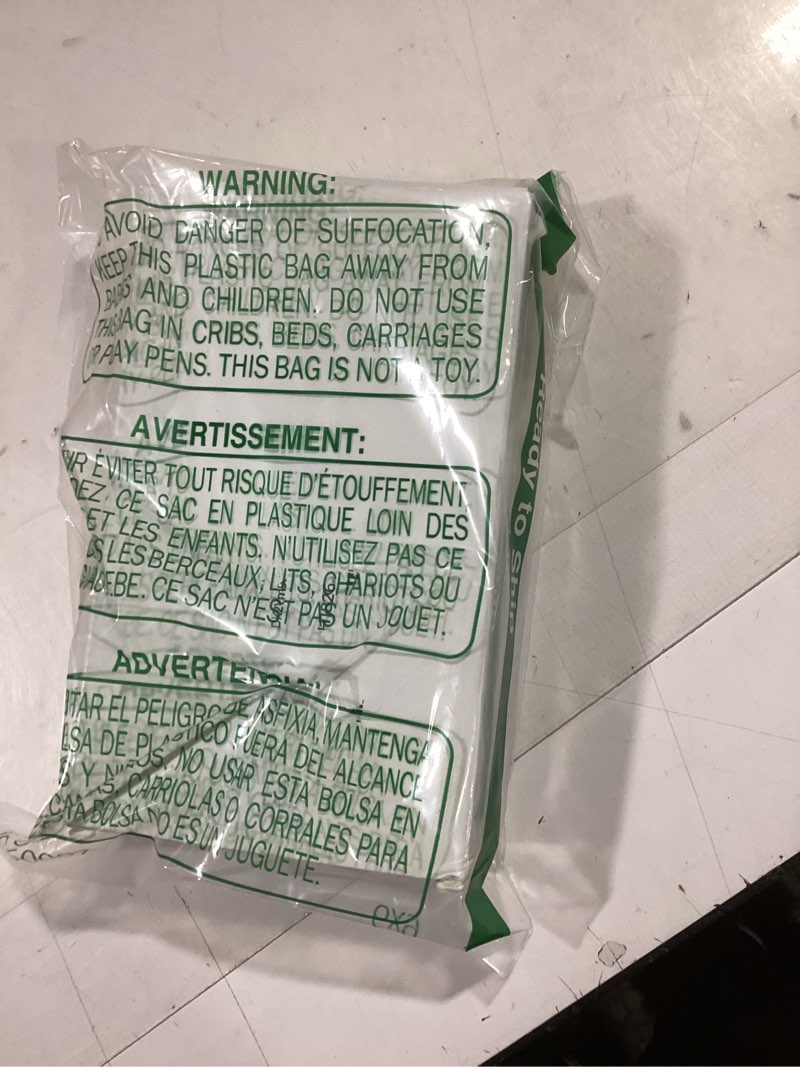 WARNING:
AVOID DANGER OF SUFFOCATION,
KEEP THIS PLASTIC BAG AWAY FROM
AND CHILDREN. DO NOT USE
BAG IN CRIBS, BEDS, CARRIAGES
PENS. THIS BAG IS NOT A TOY.
AVERTISSEMENT:
ÉVITER TOUT RISQUE D'ÉTOUFFEMENT
CE SAC EN PLASTIQUE LOIN DES
ET LES ENFANTS. N'UTILISEZ PAS CE
LES BERCEAUX, LITS, CHARIOTS OU
CE SAC N'EST PAS UN JOUET.
EL PELIGRO DE ASFIXIA, MANTENGA
DE FUERA DEL ALCANCE
Y NO USAR ESTA BOLSA EN
CARRIOLAS O CORRALES PARA
BOLSA NO ES UN JUGUETE.
Ready to Ship